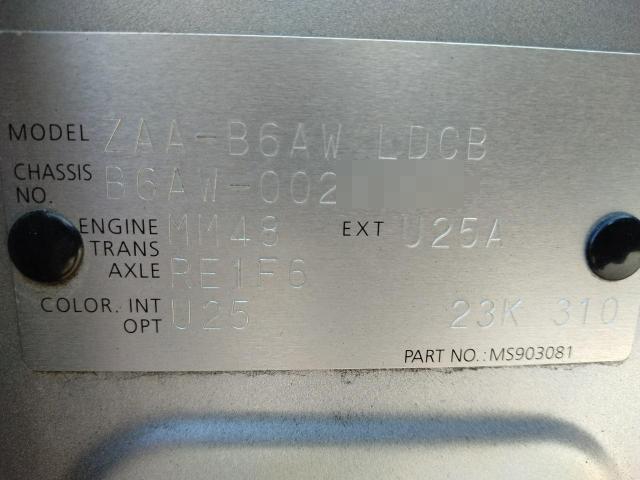 MODEL ZAA-B6AW LDCB
CHASSIS NO. B6AW-002
ENGINE MM48 EXT U25A
TRANS AXLE RE1F6
COLOR. INT U25 23K 310
OPT
PART NO.: MS903081